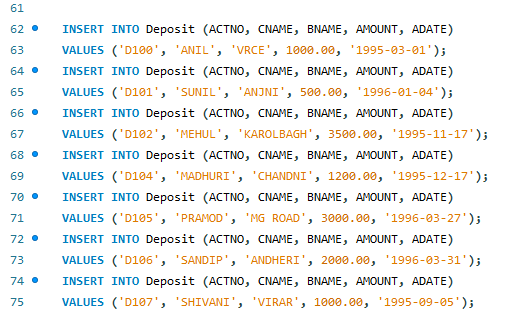 61
62 INSERT INTO Deposit (ACTNO, CNAME, BNAME, AMOUNT, ADATE)
63 VALUES ('D100', 'ANIL', 'VRCE', 1000.00, '1995-03-01');
64 INSERT INTO Deposit (ACTNO, CNAME, BNAME, AMOUNT, ADATE)
65 VALUES ('D101', 'SUNIL', 'ANJNI', 500.00, '1996-01-04');
66 INSERT INTO Deposit (ACTNO, CNAME, BNAME, AMOUNT, ADATE)
67 VALUES ('D102', 'MEHUL', 'KAROLBAGH', 3500.00, '1995-11-17');
68 INSERT INTO Deposit (ACTNO, CNAME, BNAME, AMOUNT, ADATE)
69 VALUES ('D104', 'MADHURI', 'CHANDNI', 1200.00, '1995-12-17');
70 INSERT INTO Deposit (ACTNO, CNAME, BNAME, AMOUNT, ADATE)
71 VALUES ('D105', 'PRAMOD', 'MG ROAD', 3000.00, '1996-03-27');
72 INSERT INTO Deposit (ACTNO, CNAME, BNAME, AMOUNT, ADATE)
73 VALUES ('D106', 'SANDIP', 'ANDHERI', 2000.00, '1996-03-31');
74 INSERT INTO Deposit (ACTNO, CNAME, BNAME, AMOUNT, ADATE)
75 VALUES ('D107', 'SHIVANI', 'VIRAR', 1000.00, '1995-09-05');